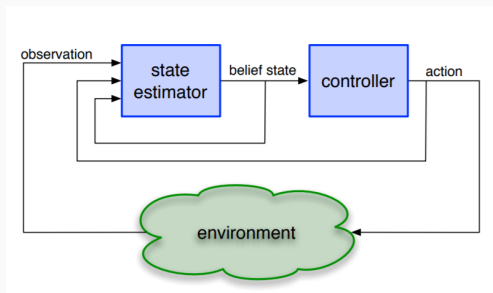 observation
state
estimator
belief state
controller
action
environment